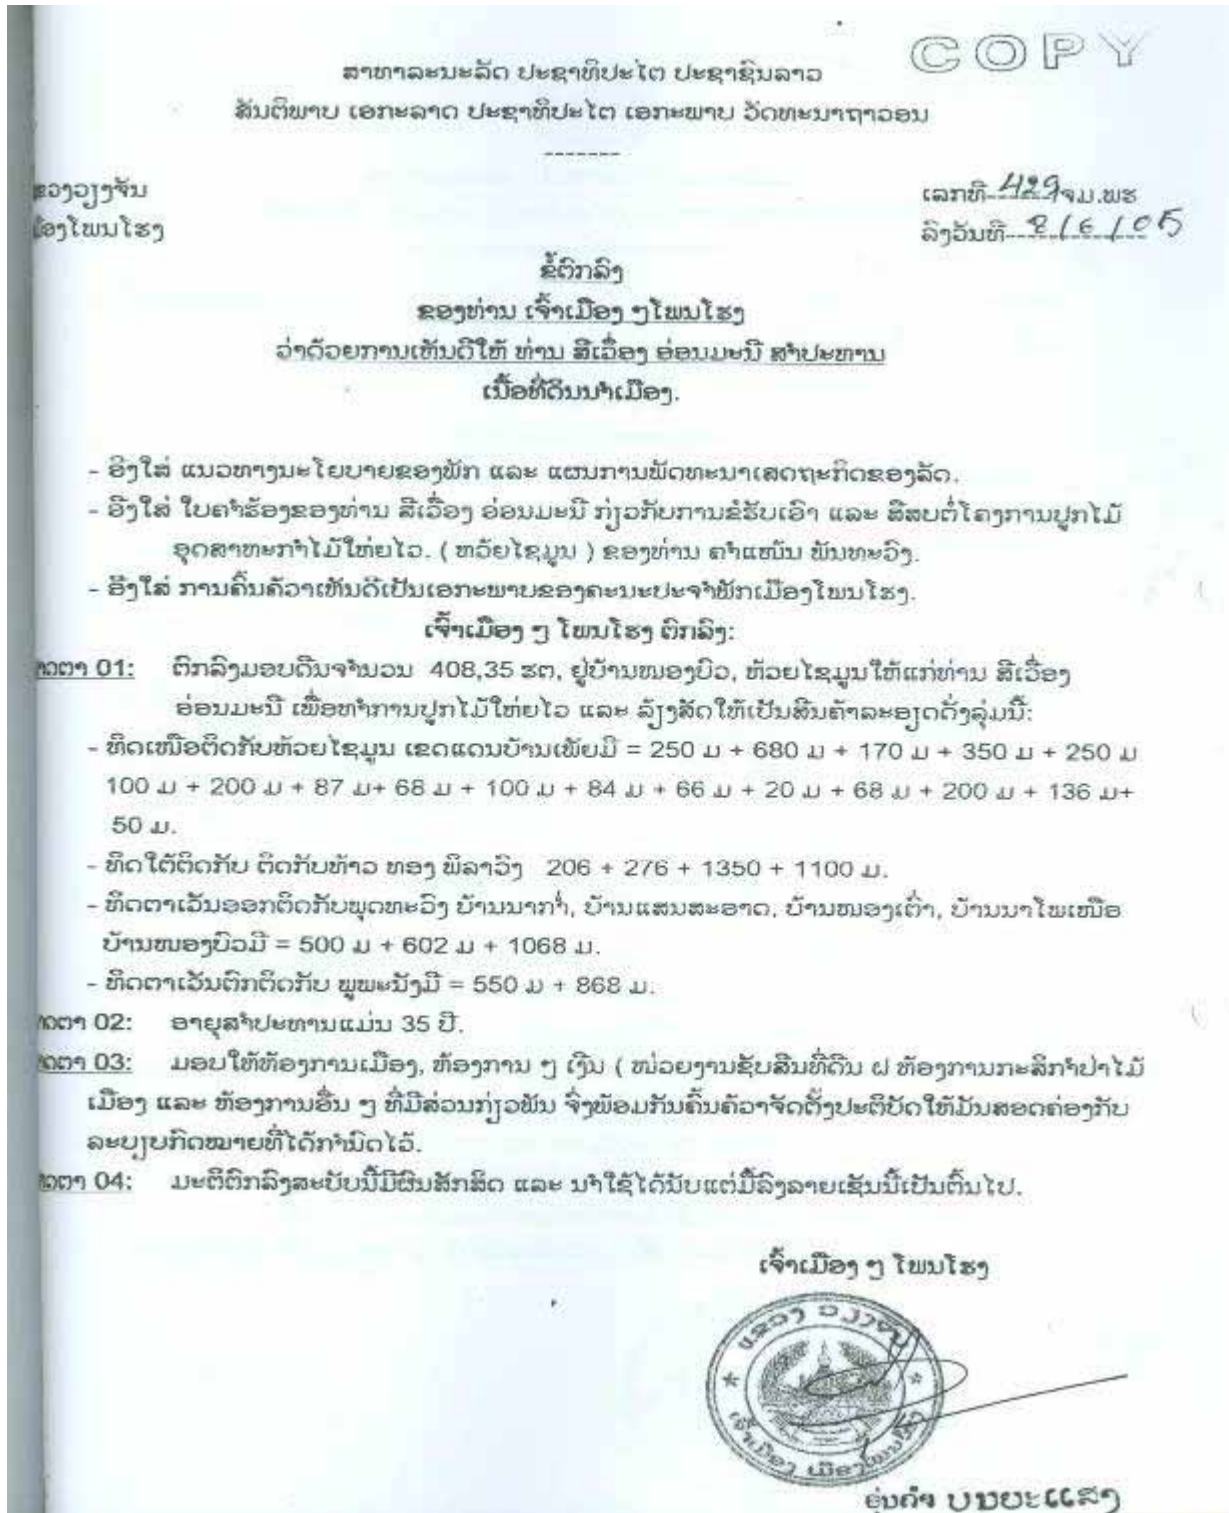 COPY
ສາທາລະນະລັດ ປະຊາທິປະໄຕ ປະຊາຊົນລາວ
ສັນຕິພາບ ເອກະລາດ ປະຊາທິປະໄຕ ເອກະພາບ ວັດທະນາຖາວອນ
-------
ຂວງວຽງຈັນ
ເລກທີ 429 ຈມ.ພຮ
ືອງໂພນໂຮງ
ລົງວັນທີ 8/6/05
ຂໍ້ຕົກລົງ
ຂອງທ່ານ ເຈົ້າເມືອງ ໆໂພນໂຮງ
ວ່າດ້ວຍການເຫັນດີໃຫ້ ທ່ານ ສີເວື່ອງ ອ່ອນມະນີ ສຳປະທານ
ເນື້ອທີ່ດິນນຳເມືອງ.
- ອີງໃສ່ ແນວທາງນະໂຍບາຍຂອງພັກ ແລະ ແຜນການພັດທະນາເສດຖະກິດຂອງລັດ.
- ອີງໃສ່ ໃບຄຳຮ້ອງຂອງທ່ານ ສີເວື່ອງ ອ່ອນມະນີ ກ່ຽວກັບການຂໍຮັບເອົາ ແລະ ສືສບຕໍ່ໂຄງການປູກໄມ້
ອຸດສາຫະກຳໄມ້ໃຫ່ຍໄວ. ( ຫວ້ຍໄຊມູນ ) ຂອງທ່ານ ຄຳແໜ້ນ ພັນທະວົງ.
- ອີງໃສ່ ການຄົ້ນຄ້ວາເຫັນດີເປັນເອກະພາບຂອງຄະນະປະຈຳພັກເມືອງໂພນໂຮງ.
ເຈົ້າເມືອງ ໆ ໂພນໂຮງ ຕົກລົງ:
າດຕາ 01: ຕົກລົງມອບດິນຈຳນວນ 408,35 ຮຕ, ຢູ່ບ້ານໜອງບົວ, ຫ້ວຍໄຊມູນໃຫ້ແກ່ທ່ານ ສີເວື່ອງ
ອ່ອນມະນີ ເພື່ອທຳການປູກໄມ້ໃຫ່ຍໄວ ແລະ ລ້ຽງສັດໃຫ້ເປັນສິນຄ້າລະອຽດດັ່ງລຸ່ມນີ້:
- ທິດເໜືອຕິດກັບຫ້ວຍໄຊມູນ ເຂດແດນບ້ານເພັຍມີ = 250 ມ + 680 ມ + 170 ມ + 350 ມ + 250 ມ
100 ມ + 200 ມ + 87 ມ+ 68 ມ + 100 ມ + 84 ມ + 66 ມ + 20 ມ + 68 ມ + 200 ມ + 136 ມ+
50 ມ.
- ທິດໃຕ້ຕິດກັບ ຕິດກັບທ້າວ ທອງ ພິລາວົງ 206 + 276 + 1350 + 1100 ມ.
- ທິດຕາເວັນອອກຕິດກັບພຸດທະວົງ ບ້ານນາກ່ຳ, ບ້ານແສນສະອາດ, ບ້ານໜອງເຕົ່າ, ບ້ານນາໂພເໜືອ
ບ້ານໜອງບົວມີ = 500 ມ + 602 ມ + 1068 ມ.
- ທິດຕາເວັນຕົກຕິດກັບ ພູພະນັງມີ = 550 ມ + 868 ມ.
າດຕາ 02: ອາຍຸສຳປະທານແມ່ນ 35 ປີ.
າດຕາ 03: ມອບໃຫ້ຫ້ອງການເມືອງ, ຫ້ອງການ ໆ ເງິນ ( ໜ່ວຍງານຊັບສິນທີ່ດິນ ຝ ຫ້ອງການກະສິກຳປ່າໄມ້
ເມືອງ ແລະ ຫ້ອງການອື່ນ ໆ ທີ່ມີສ່ວນກ່ຽວພັນ ຈົ່ງພ້ອມກັນຄົ້ນຄ້ວາຈັດຕັ້ງປະຕິບັດໃຫ້ມັນສອດຄ່ອງກັບ
ລະບຽບກົດໝາຍທີ່ໄດ້ກຳນົດໄວ້.
າດຕາ 04: ມະຕິຕົກລົງສະບັບນີ້ມີຜົນສັກສິດ ແລະ ນຳໃຊ້ໄດ້ນັບແຕ່ມື້ລົງລາຍເຊັນນີ້ເປັນຕົ້ນໄປ.
ເຈົ້າເມືອງ ໆ ໂພນໂຮງ
ແຂວງ ວຽງຈັນ
ເຈົ້າເມືອງ ເມືອງໂພນໂຮງ
ຄຳ ບຸນຍະແສງ